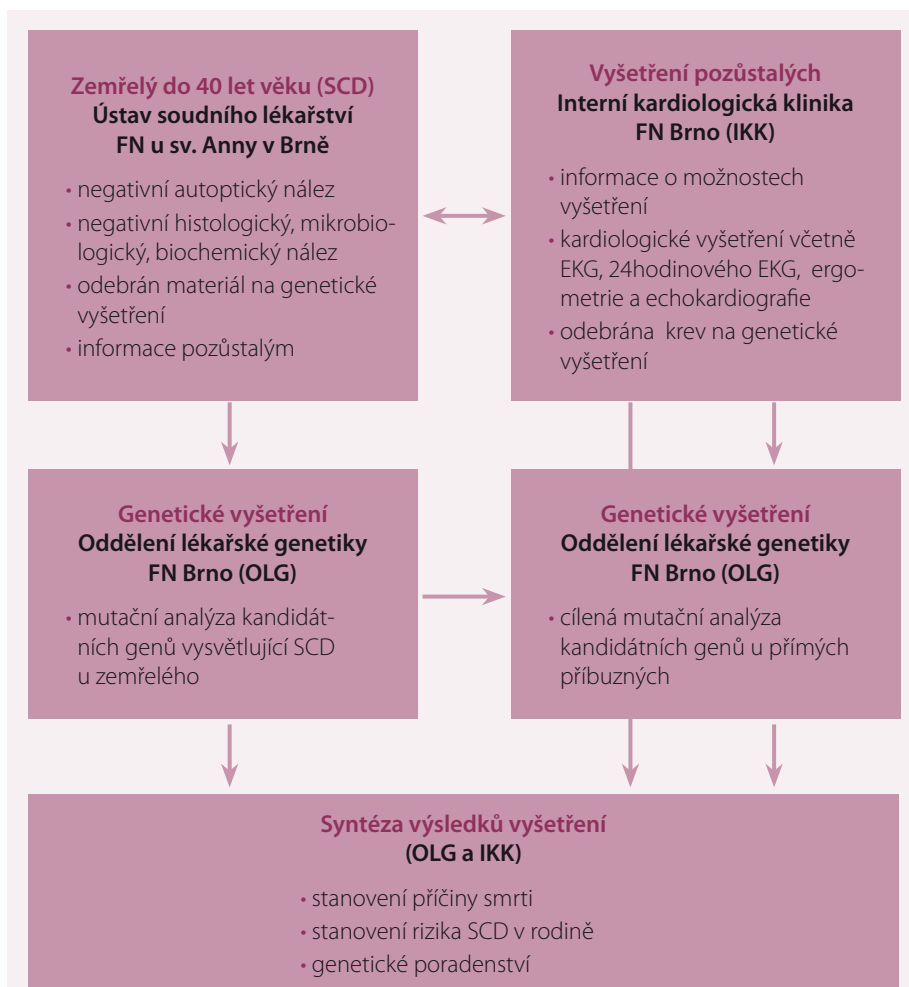 Zemřelý do 40 let věku (SCD)
Ústav soudního lékařství
FN u sv. Anny v Brně
• negativní autoptický nález
• negativní histologický, mikrobio-
logický, biochemický nález
• odebrán materiál na genetické
vyšetření
• informace pozůstalým
Vyšetření pozůstalých
Interní kardiologická klinika
FN Brno (IKK)
• informace o možnostech
vyšetření
• kardiologické vyšetření včetně
EKG, 24hodinového EKG, ergo-
metrie a echokardiografie
• odebrána krev na genetické
vyšetření
Genetické vyšetření
Oddělení lékařské genetiky
FN Brno (OLG)
• mutační analýza kandidát-
ních genů vysvětlující SCD
u zemřelého
Genetické vyšetření
Oddělení lékařské genetiky
FN Brno (OLG)
• cílená mutační analýza
kandidátních genů u přímých
příbuzných
Syntéza výsledků vyšetření
(OLG a IKK)
• stanovení příčiny smrti
• stanovení rizika SCD v rodině
• genetické poradenství